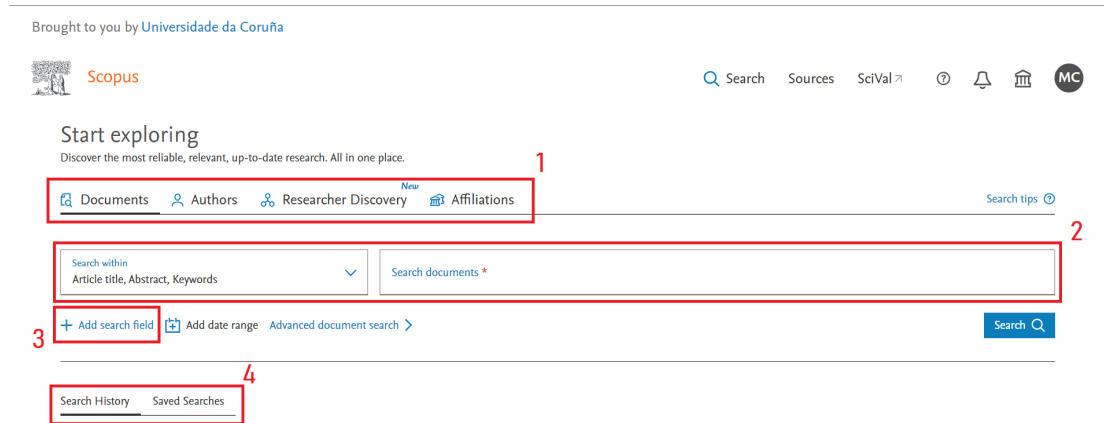 Brought to you by Universidade da Coruña
Scopus
Search Sources SciVal
MC
Start exploring
Discover the most reliable, relevant, up-to-date research. All in one place.
1
New
Documents Authors Researcher Discovery Affiliations
Search tips
2
Search within
Article title, Abstract, Keywords
Search documents *
3
+ Add search field Add date range Advanced document search >
Search
4
Search History Saved Searches